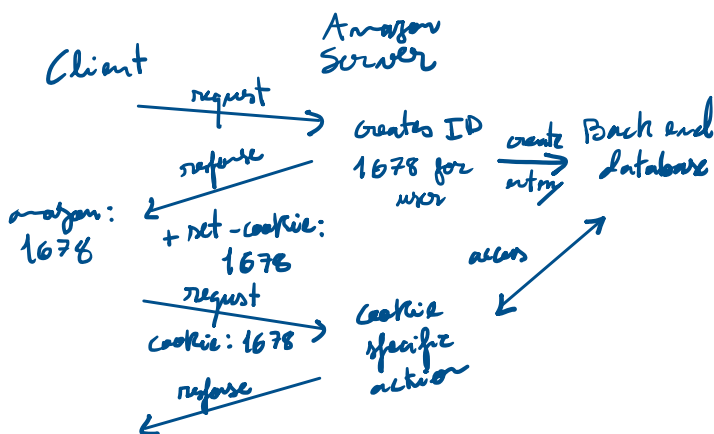 Client
Amazon
Server
request
creates ID
1678 for
user
create
entry
Back end
database
response
+ set-cookie:
1678
amazon:
1678
request
cookie: 1678
cookie
specific
action
access
response